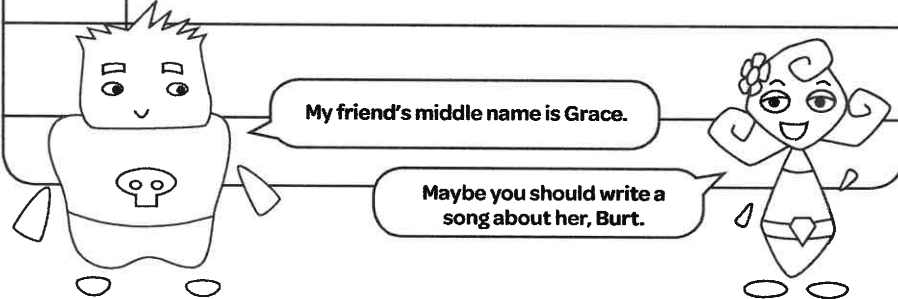 My friend's middle name is Grace.
Maybe you should write a
song about her, Burt.